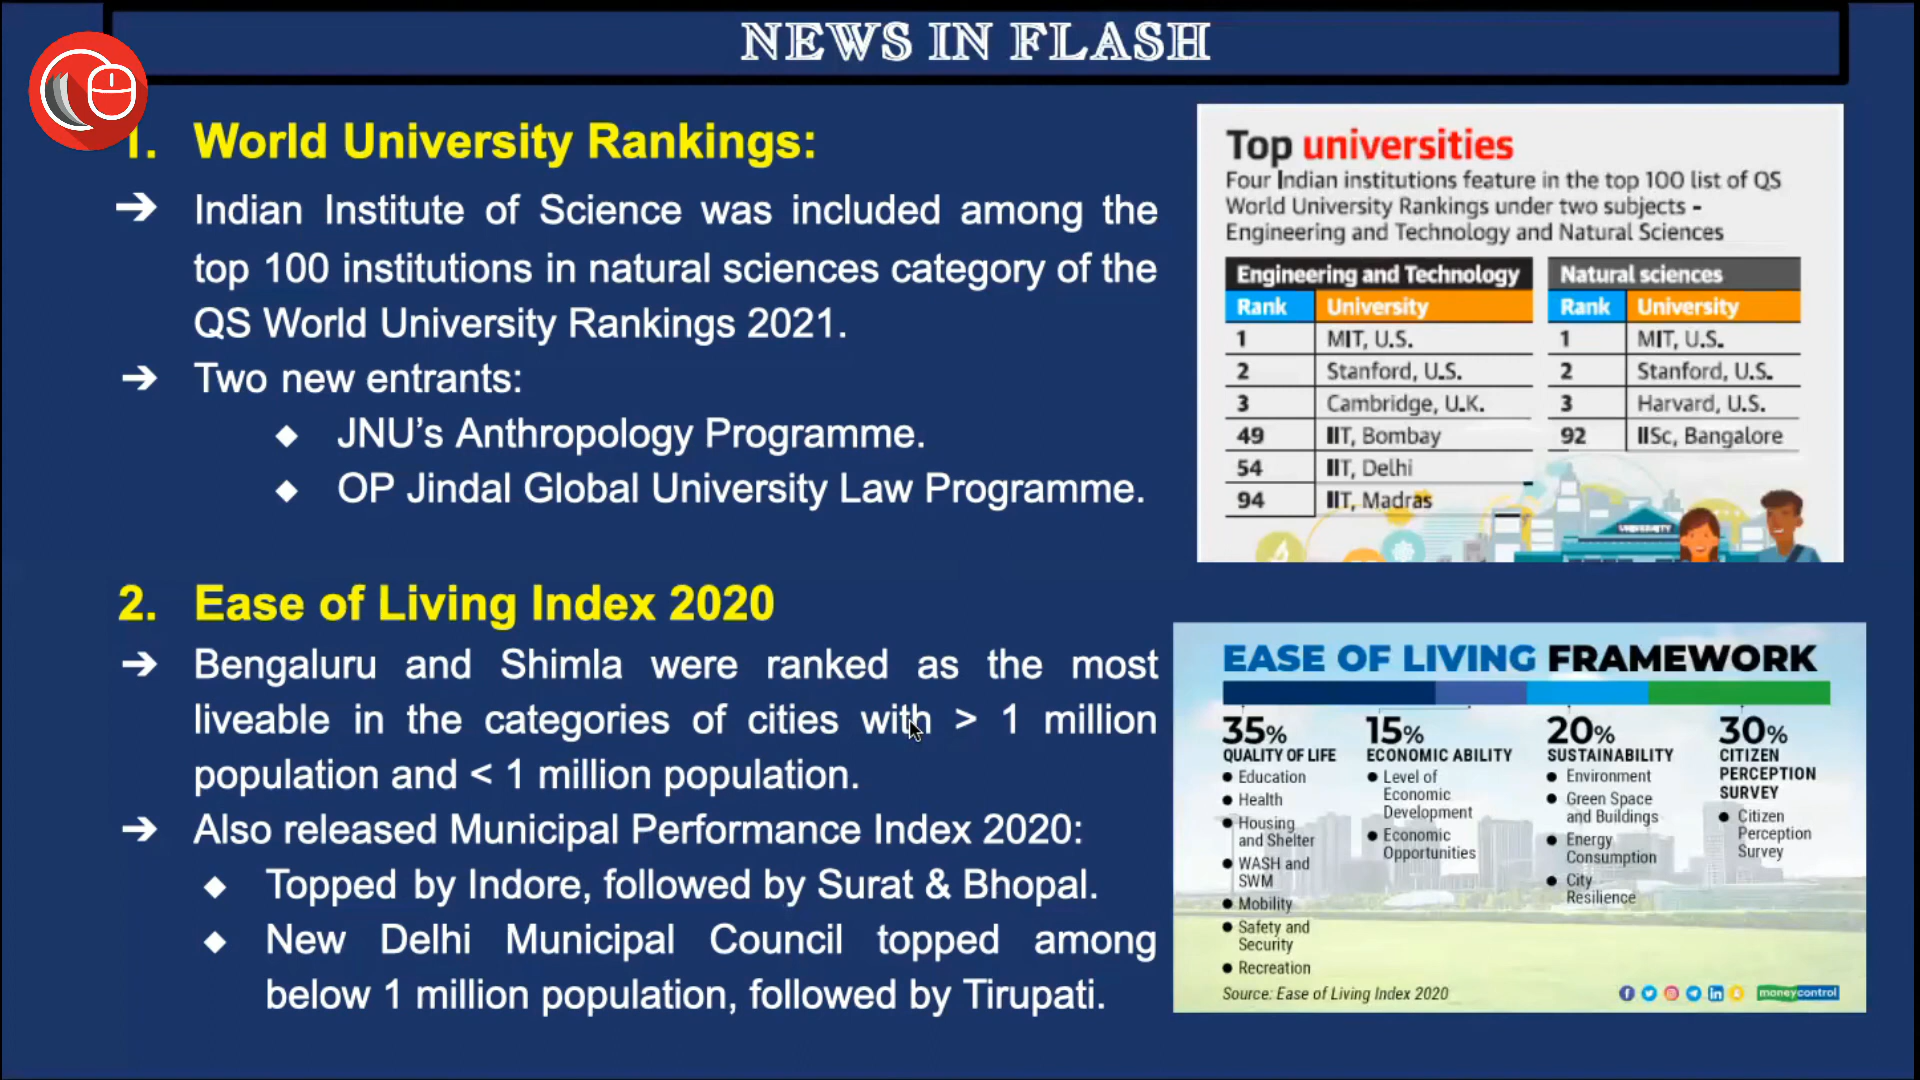 NEWS IN FLASH
1. World University Rankings:
➔ Indian Institute of Science was included among the
top 100 institutions in natural sciences category of the
QS World University Rankings 2021.
➔ Two new entrants:
◆ JNU's Anthropology Programme.
◆ OP Jindal Global University Law Programme.
2. Ease of Living Index 2020
➔ Bengaluru and Shimla were ranked as the most
liveable in the categories of cities with > 1 million
population and < 1 million population.
➔ Also released Municipal Performance Index 2020:
◆ Topped by Indore, followed by Surat & Bhopal.
◆ New Delhi Municipal Council topped among
below 1 million population, followed by Tirupati.
Top universities
Four Indian institutions feature in the top 100 list of QS
World University Rankings under two subjects -
Engineering and Technology and Natural Sciences
Engineering and Technology
Rank University
1 MIT, U.S.
2 Stanford, U.S.
3 Cambridge, U.K.
49 IIT, Bombay
54 IIT, Delhi
94 IIT, Madras
Natural sciences
Rank University
1 MIT, U.S.
2 Stanford, U.S.
3 Harvard, U.S.
92 IISc, Bangalore
UNIVERSITY
EASE OF LIVING FRAMEWORK
35%
QUALITY OF LIFE
● Education
● Health
● Housing
and Shelter
● WASH and
SWM
● Mobility
● Safety and
Security
● Recreation
15%
ECONOMIC ABILITY
● Level of
Economic
Development
● Economic
Opportunities
20%
SUSTAINABILITY
● Environment
● Green Space
and Buildings
● Energy
Consumption
● City
Resilience
30%
CITIZEN
PERCEPTION
SURVEY
● Citizen
Perception
Survey
Source: Ease of Living Index 2020
moneycontrol